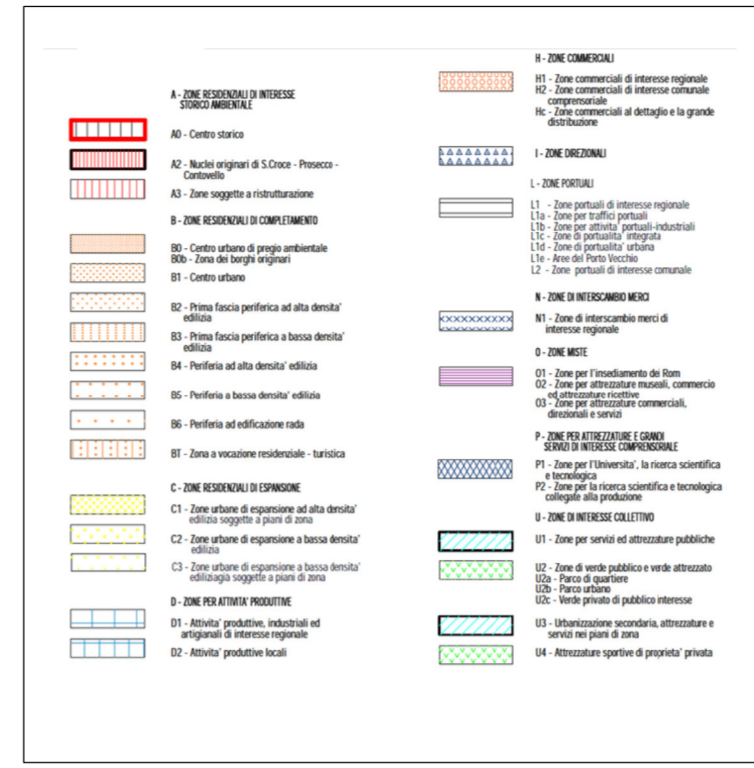 A - ZONE RESIDENZIALI DI INTERESSE
STORICO AMBIENTALE
A0 - Centro storico
A2 - Nuclei originari di S.Croce - Prosecco -
Contovello
A3 - Zone soggette a ristrutturazione
B - ZONE RESIDENZIALI DI COMPLETAMENTO
B0 - Centro urbano di pregio ambientale
B0b - Zona dei borghi originari
B1 - Centro urbano
B2 - Prima fascia periferica ad alta densita'
edilizia
B3 - Prima fascia periferica a bassa densita'
edilizia
B4 - Periferia ad alta densita' edilizia
B5 - Periferia a bassa densita' edilizia
B6 - Periferia ad edificazione rada
BT - Zona a vocazione residenziale - turistica
C - ZONE RESIDENZIALI DI ESPANSIONE
C1 - Zone urbane di espansione ad alta densita'
edilizia soggette a piani di zona
C2 - Zone urbane di espansione a bassa densita'
edilizia
C3 - Zone urbane di espansione a bassa densita'
ediliziagià soggette a piani di zona
D - ZONE PER ATTIVITA' PRODUTTIVE
D1 - Attivita' produttive, industriali ed
artigianali di interesse regionale
D2 - Attivita' produttive locali
H - ZONE COMMERCIALI
H1 - Zone commerciali di interesse regionale
H2 - Zone commerciali di interesse comunale
comprensoriale
Hc - Zone commerciali al dettaglio e la grande
distribuzione
I - ZONE DIREZIONALI
L - ZONE PORTUALI
L1 - Zone portuali di interesse regionale
L1a - Zone per traffici portuali
L1b - Zone per attivita' portuali-industriali
L1c - Zone di portualita' integrata
L1d - Zone di portualita' urbana
L1e - Aree del Porto Vecchio
L2 - Zone portuali di interesse comunale
N - ZONE DI INTERSCAMBIO MERCI
N1 - Zone di interscambio merci di
interesse regionale
O - ZONE MISTE
O1 - Zone per l'insediamento dei Rom
O2 - Zone per attrezzature museali, commercio
ed attrezzature ricettive
O3 - Zone per attrezzature commerciali,
direzionali e servizi
P - ZONE PER ATTREZZATURE E GRANDI
SERVIZI DI INTERESSE COMPRENSORIALE
P1 - Zone per l'Universita', la ricerca scientifica
e tecnologica
P2 - Zone per la ricerca scientifica e tecnologica
collegate alla produzione
U - ZONE DI INTERESSE COLLETTIVO
U1 - Zone per servizi ed attrezzature pubbliche
U2 - Zone di verde pubblico e verde attrezzato
U2a - Parco di quartiere
U2b - Parco urbano
U2c - Verde privato di pubblico interesse
U3 - Urbanizzazione secondaria, attrezzature e
servizi nei piani di zona
U4 - Attrezzature sportive di proprieta' privata